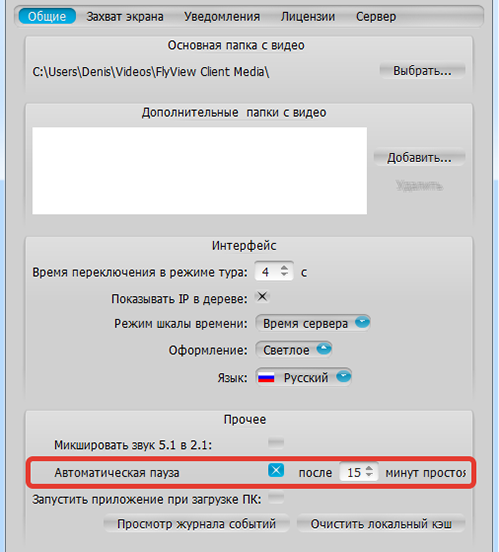 Общие Захват экрана Уведомления Лицензии Сервер
Основная папка с видео
C:\Users\Denis\Videos\FlyView Client Media\ Выбрать...
Дополнительные папки с видео
Добавить...
Удалить
Интерфейс
Время переключения в режиме тура: 4 с
Показывать IP в дереве:
Режим шкалы времени: Время сервера
Оформление: Светлое
Язык: Русский
Прочее
Микшировать звук 5.1 в 2.1:
Автоматическая пауза после 15 минут просто
Запустить приложение при загрузке ПК:
Просмотр журнала событий Очистить локальный кэш